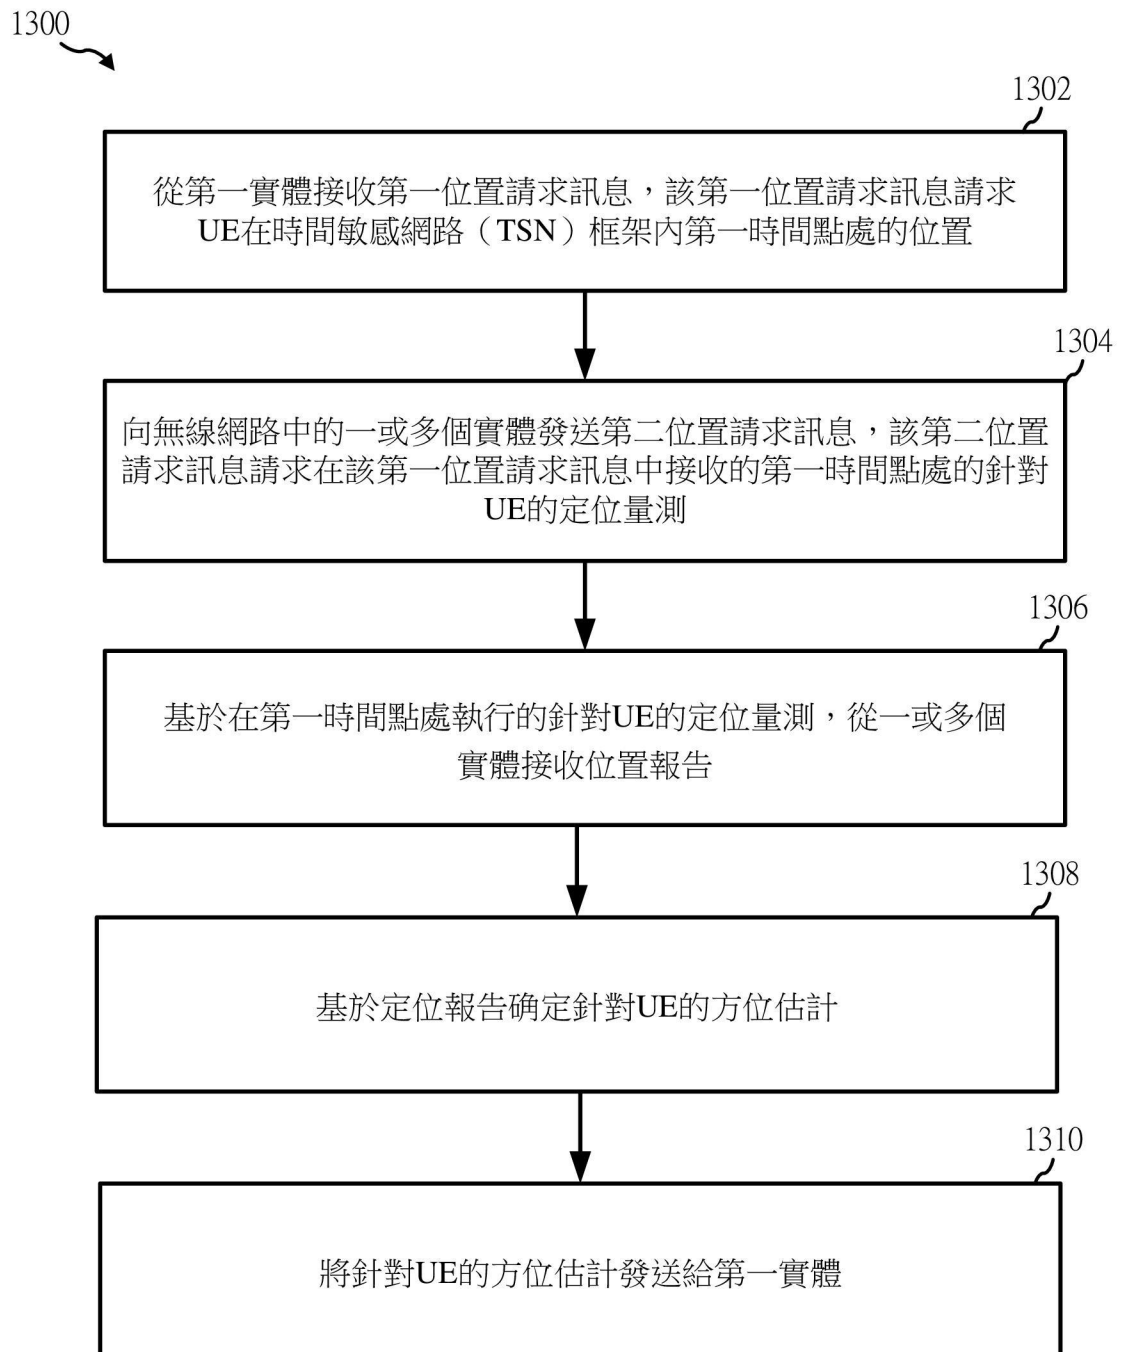 1300
1302
從第一實體接收第一位置請求訊息，該第一位置請求訊息請求
UE在時間敏感網路（TSN）框架內第一時間點處的位置
1304
向無線網路中的一或多個實體發送第二位置請求訊息，該第二位置
請求訊息請求在該第一位置請求訊息中接收的第一時間點處的針對
UE的定位量測
1306
基於在第一時間點處執行的針對UE的定位量測，從一或多個
實體接收位置報告
1308
基於定位報告确定針對UE的方位估計
1310
將針對UE的方位估計發送給第一實體